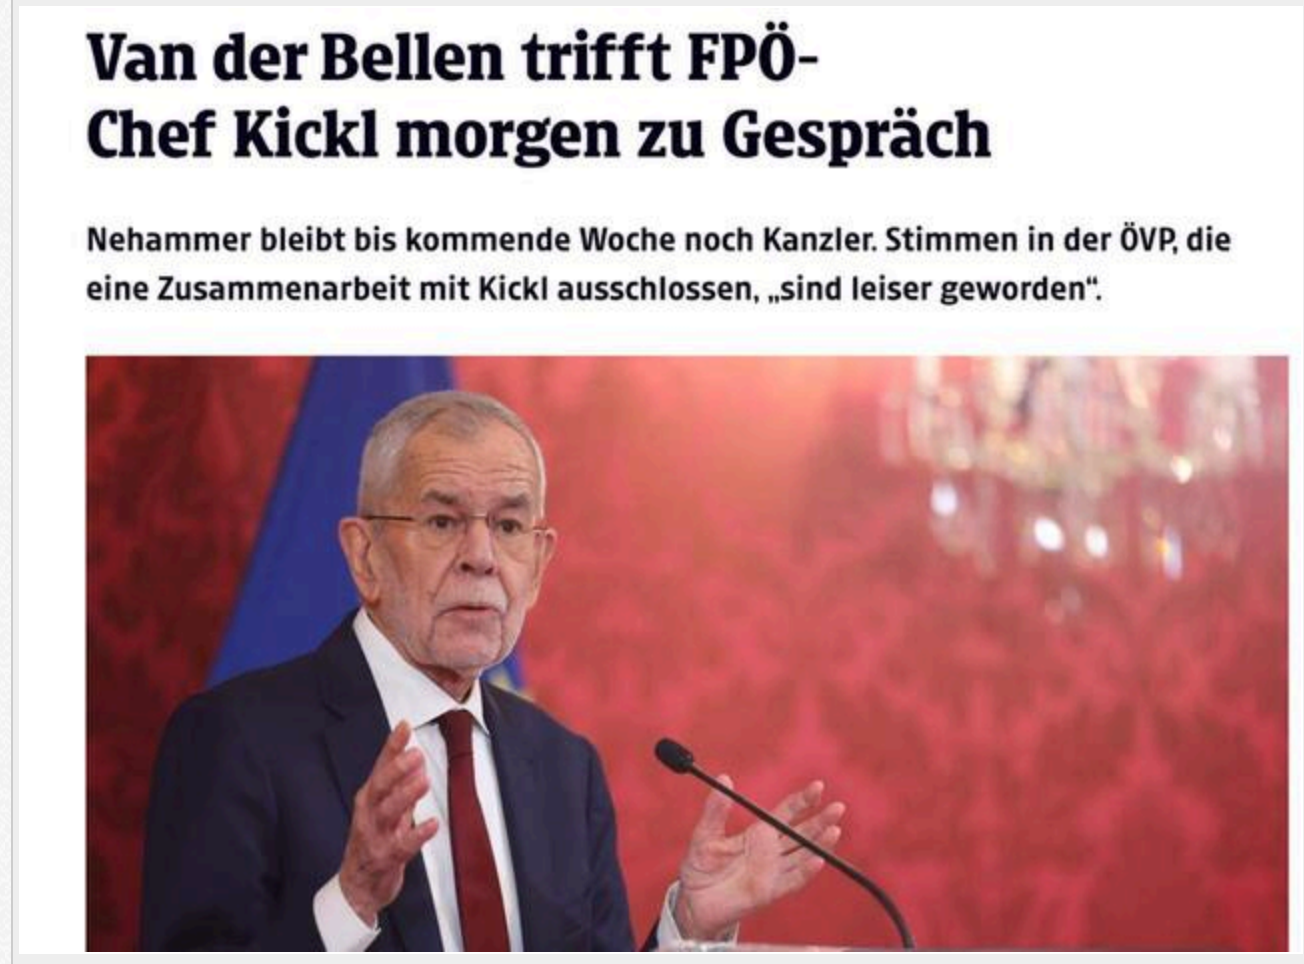 Van der Bellen trifft FPÖ-
Chef Kickl morgen zu Gespräch
Nehammer bleibt bis kommende Woche noch Kanzler. Stimmen in der ÖVP, die
eine Zusammenarbeit mit Kickl ausschlossen, „sind leiser geworden“.